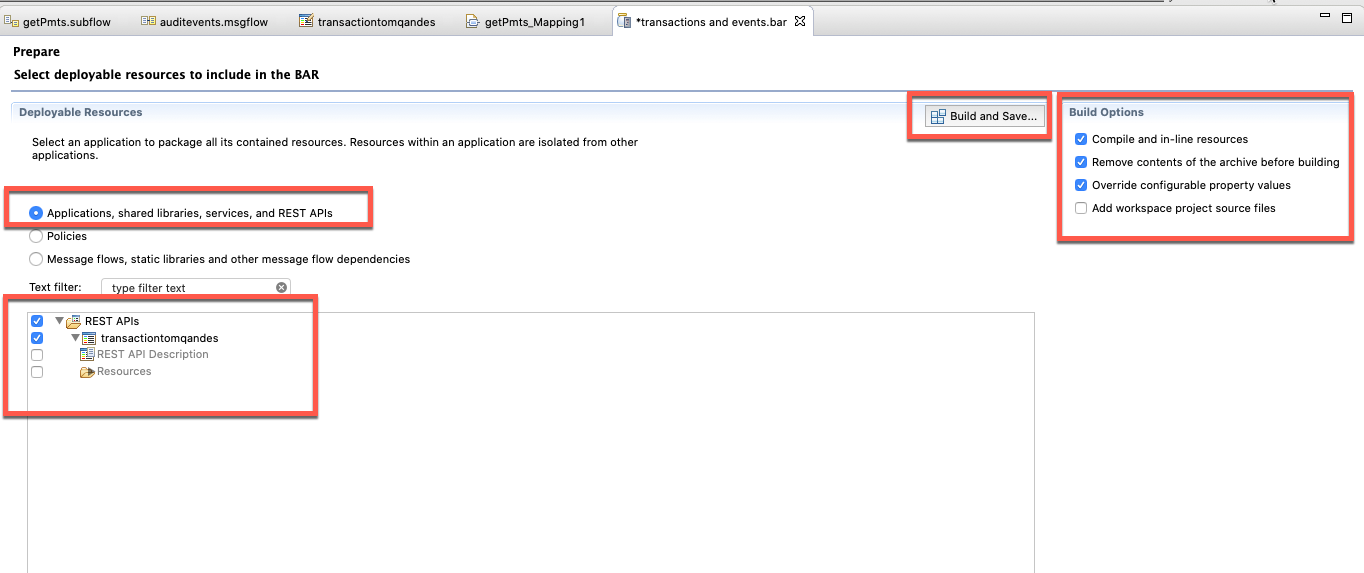 getPmts.subflow
auditevents.msgflow
transactiontomqandes
getPmts_Mapping1
*transactions and events.bar
Prepare
Select deployable resources to include in the BAR
Deployable Resources
Build and Save...
Build Options
Select an application to package all its contained resources. Resources within an application are isolated from other
applications.
Compile and in-line resources
Remove contents of the archive before building
Override configurable property values
Add workspace project source files
Applications, shared libraries, services, and REST APIs
Policies
Message flows, static libraries and other message flow dependencies
Text filter:
type filter text
REST APIs
transactiontomqandes
REST API Description
Resources